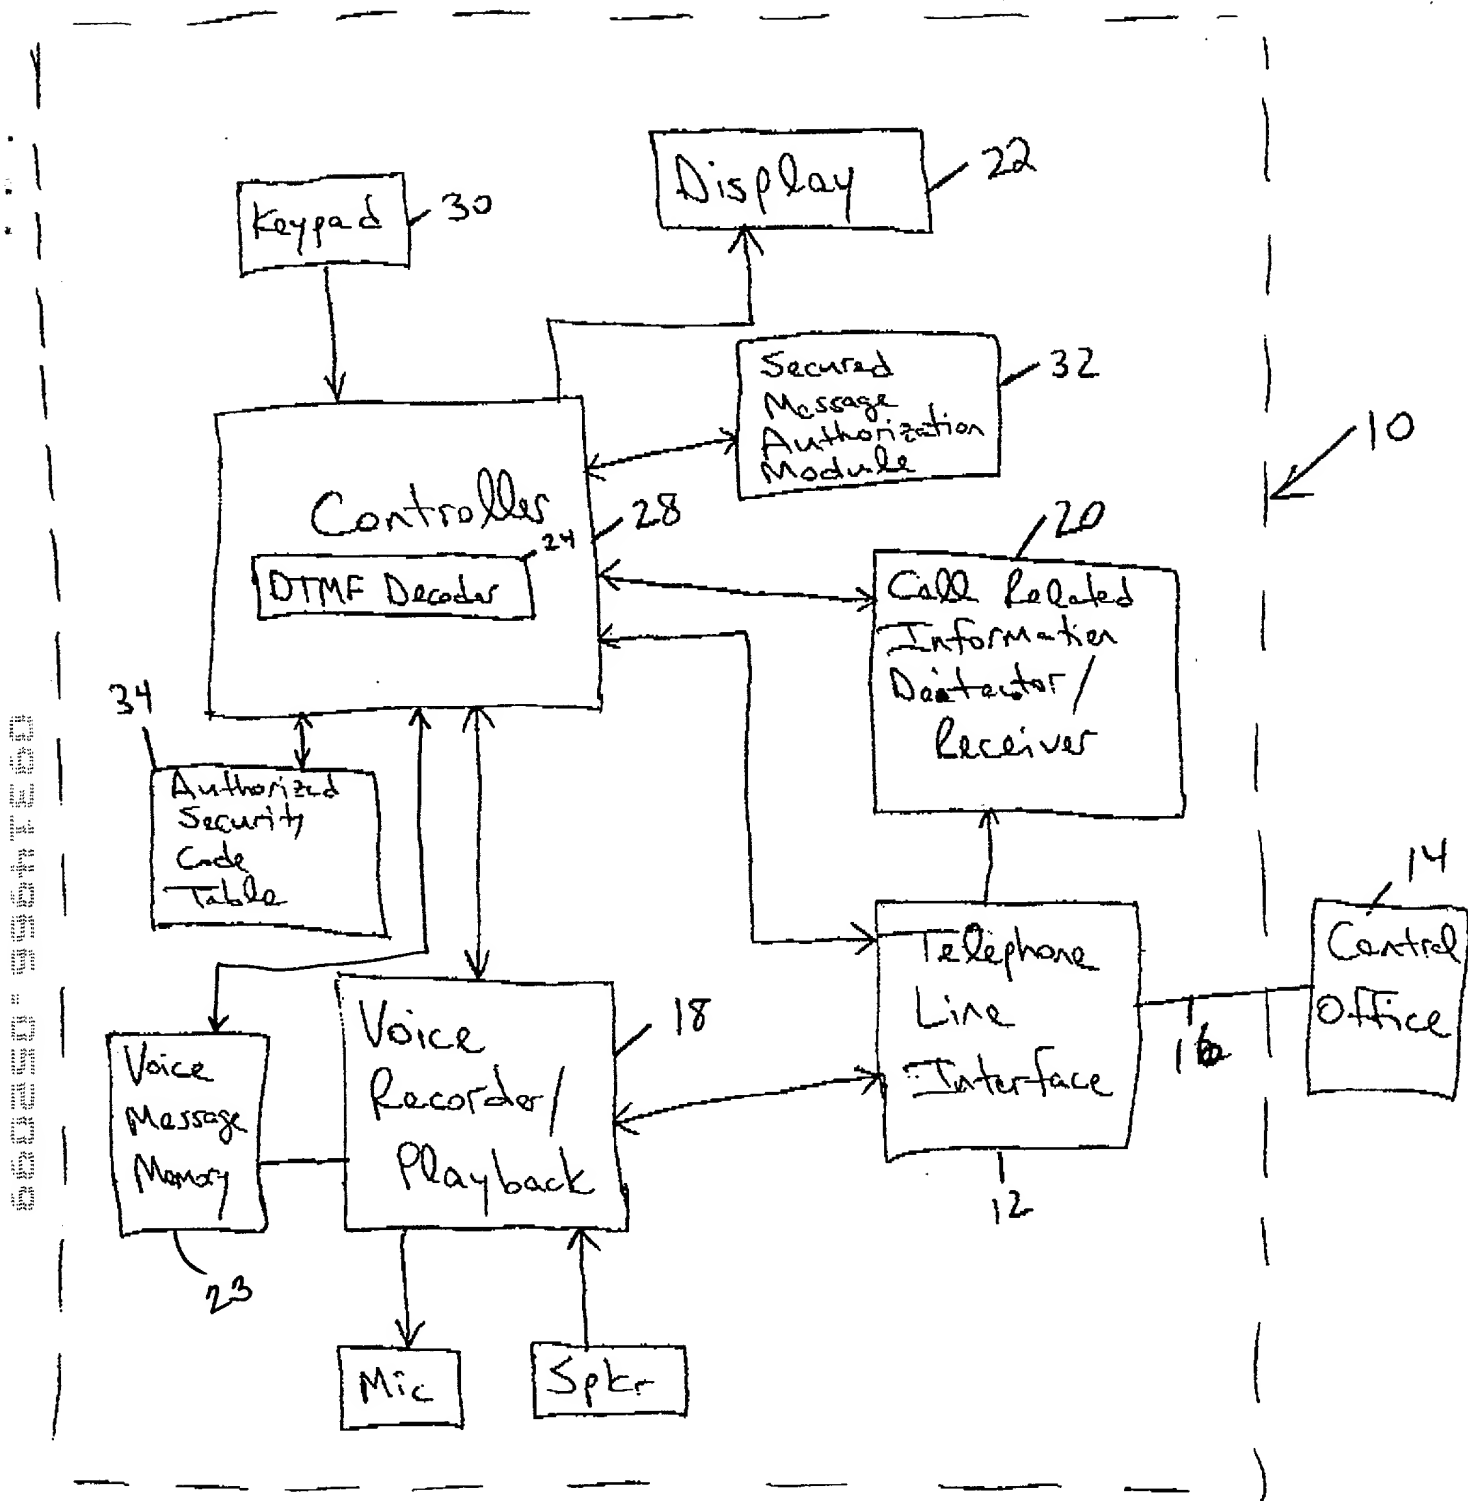 Display
22
Keypad
30
Secured
Message
Authorization
Module
32
10
Controller
28
24
DTMF Decoder
20
Call Related
Information
Detector/
Receiver
34
Authorized
Security
Code
Table
14
Central
Office
Telephone
Line
Interface
16
12
Voice
Recorder/
Playback
18
Voice
Message
Memory
23
Mic
Spkr